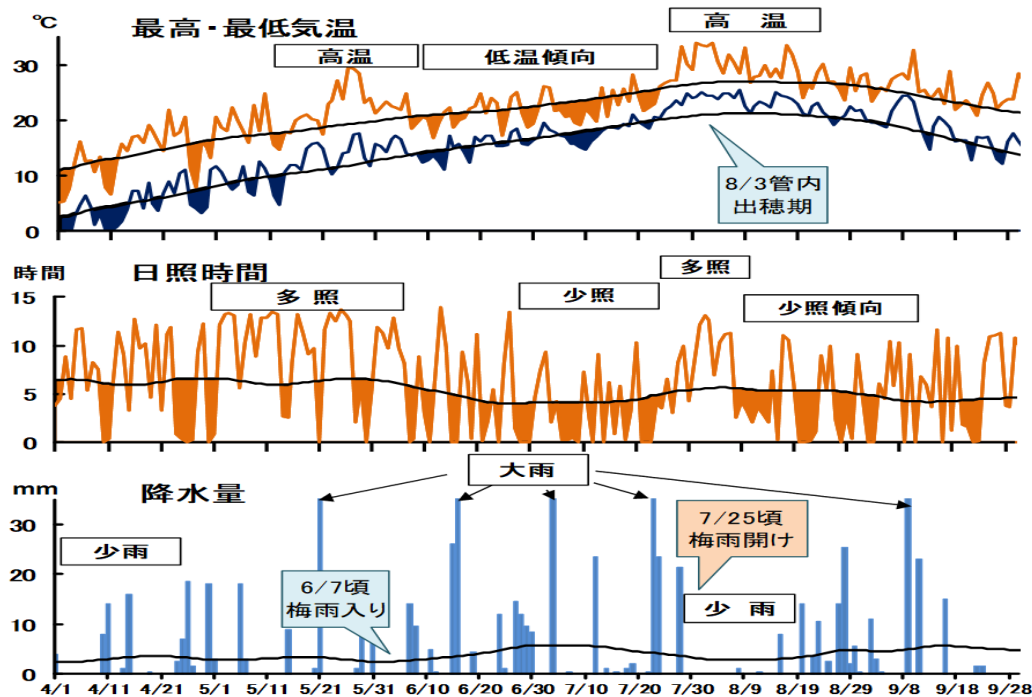 ℃
最高・最低気温
高 温
高温
低温傾向
30
20
10
0
8/3管内
出穂期
時間
日照時間
多 照
少照
多照
少照傾向
15
10
5
0
mm
降水量
大雨
少雨
6/7頃
梅雨入り
7/25頃
梅雨開け
少 雨
30
20
10
0
4/1 4/11 4/21 5/1 5/11 5/21 5/31 6/10 6/20 6/30 7/10 7/20 7/30 8/9 8/19 8/29 9/8 9/18 9/28